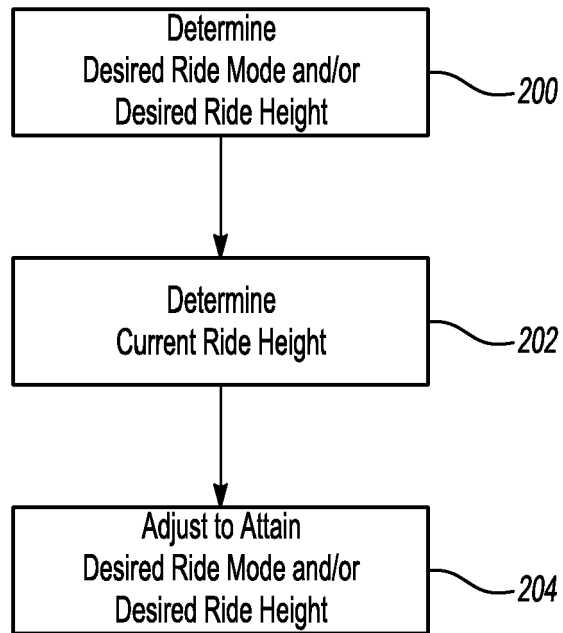 Determine
Desired Ride Mode and/or
Desired Ride Height
200
Determine
Current Ride Height
202
Adjust to Attain
Desired Ride Mode and/or
Desired Ride Height
204